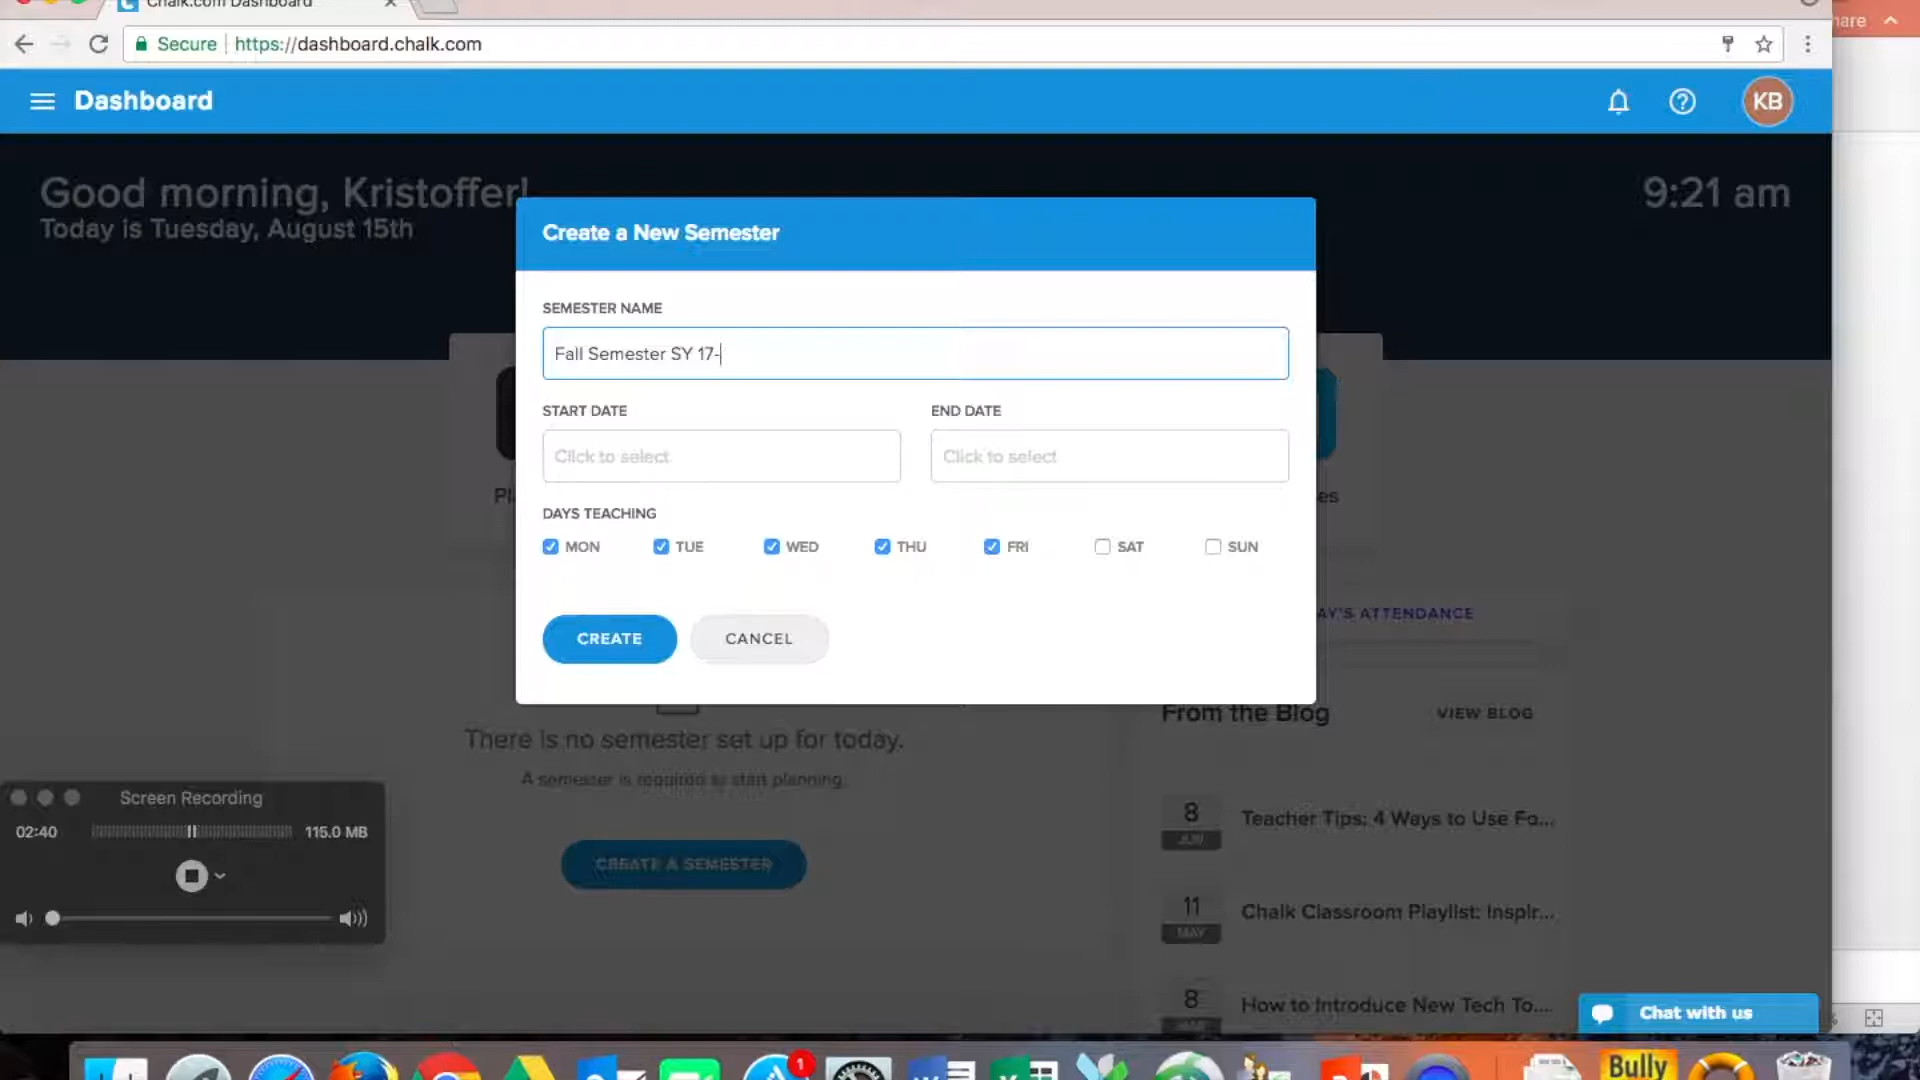 Chalk.com Dashboard
Secure https://dashboard.chalk.com
Dashboard
KB
Good morning, Kristoffer!
9:21 am
Today is Tuesday, August 15th
Create a New Semester
SEMESTER NAME
Fall Semester SY 17-
START DATE
END DATE
Click to select
Click to select
DAYS TEACHING
MON
TUE
WED
THU
FRI
SAT
SUN
CREATE
CANCEL
AY'S ATTENDANCE
From the Blog
VIEW BLOG
There is no semester set up for today.
A semester is required to start planning.
CREATE A SEMESTER
Screen Recording
02:40
115.0 MB
8
JUN
Teacher Tips: 4 Ways to Use Fo...
11
MAY
Chalk Classroom Playlist: Inspir...
8
How to Introduce New Tech To....
Chat with us
1
Bully